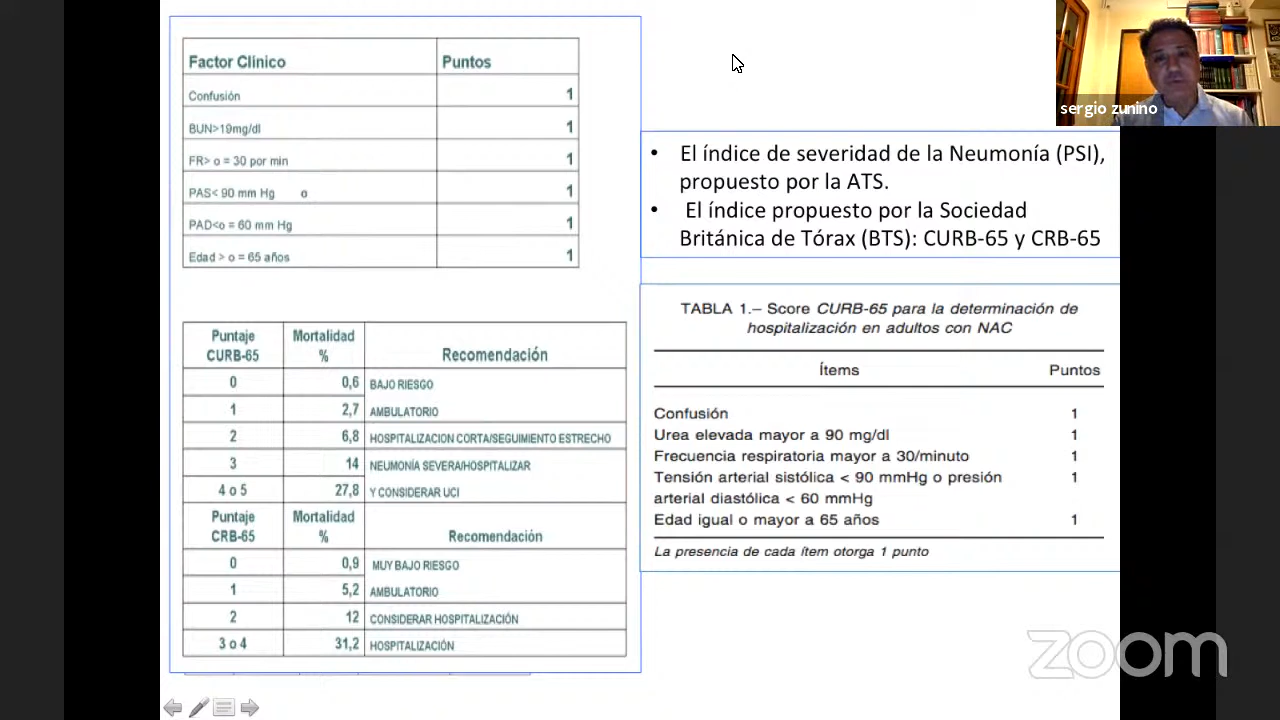 Factor Clinico Puntos
Confusión 1
BUN>19mg/dl 1
FR> o = 30 por min 1
PAS< 90 mm Hg o 1
PAD<o = 60 mm Hg 1
Edad > o = 65 años 1
Puntaje CURB-65 Mortalidad % Recomendación
0 0,6 BAJO RIESGO
1 2,7 AMBULATORIO
2 6,8 HOSPITALIZACION CORTA/SEGUIMIENTO ESTRECHO
3 14 NEUMONÍA SEVERA/HOSPITALIZAR
4 o 5 27,8 Y CONSIDERAR UCI
Puntaje CRB-65 Mortalidad % Recomendación
0 0,9 MUY BAJO RIESGO
1 5,2 AMBULATORIO
2 12 CONSIDERAR HOSPITALIZACIÓN
3 o 4 31,2 HOSPITALIZACIÓN
sergio zunino
• El índice de severidad de la Neumonía (PSI),
propuesto por la ATS.
• El índice propuesto por la Sociedad
Británica de Tórax (BTS): CURB-65 y CRB-65
TABLA 1.– Score CURB-65 para la determinación de
hospitalización en adultos con NAC
Ítems Puntos
Confusión 1
Urea elevada mayor a 90 mg/dl 1
Frecuencia respiratoria mayor a 30/minuto 1
Tensión arterial sistólica < 90 mmHg o presión 1
arterial diastólica < 60 mmHg
Edad igual o mayor a 65 años 1
La presencia de cada ítem otorga 1 punto
zoom